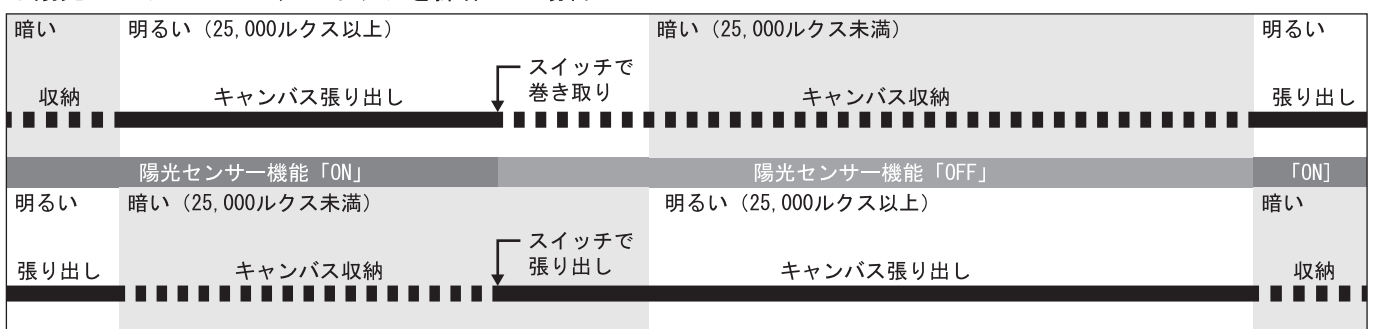 暗い
明るい（25,000ルクス以上）
暗い（25,000ルクス未満）
明るい
収納
キャンバス張り出し
スイッチで
巻き取り
キャンバス収納
張り出し
陽光センサー機能「ON」
陽光センサー機能「OFF」
「ON]
明るい
暗い（25,000ルクス未満）
明るい（25,000ルクス以上）
暗い
張り出し
キャンバス収納
スイッチで
張り出し
キャンバス張り出し
収納